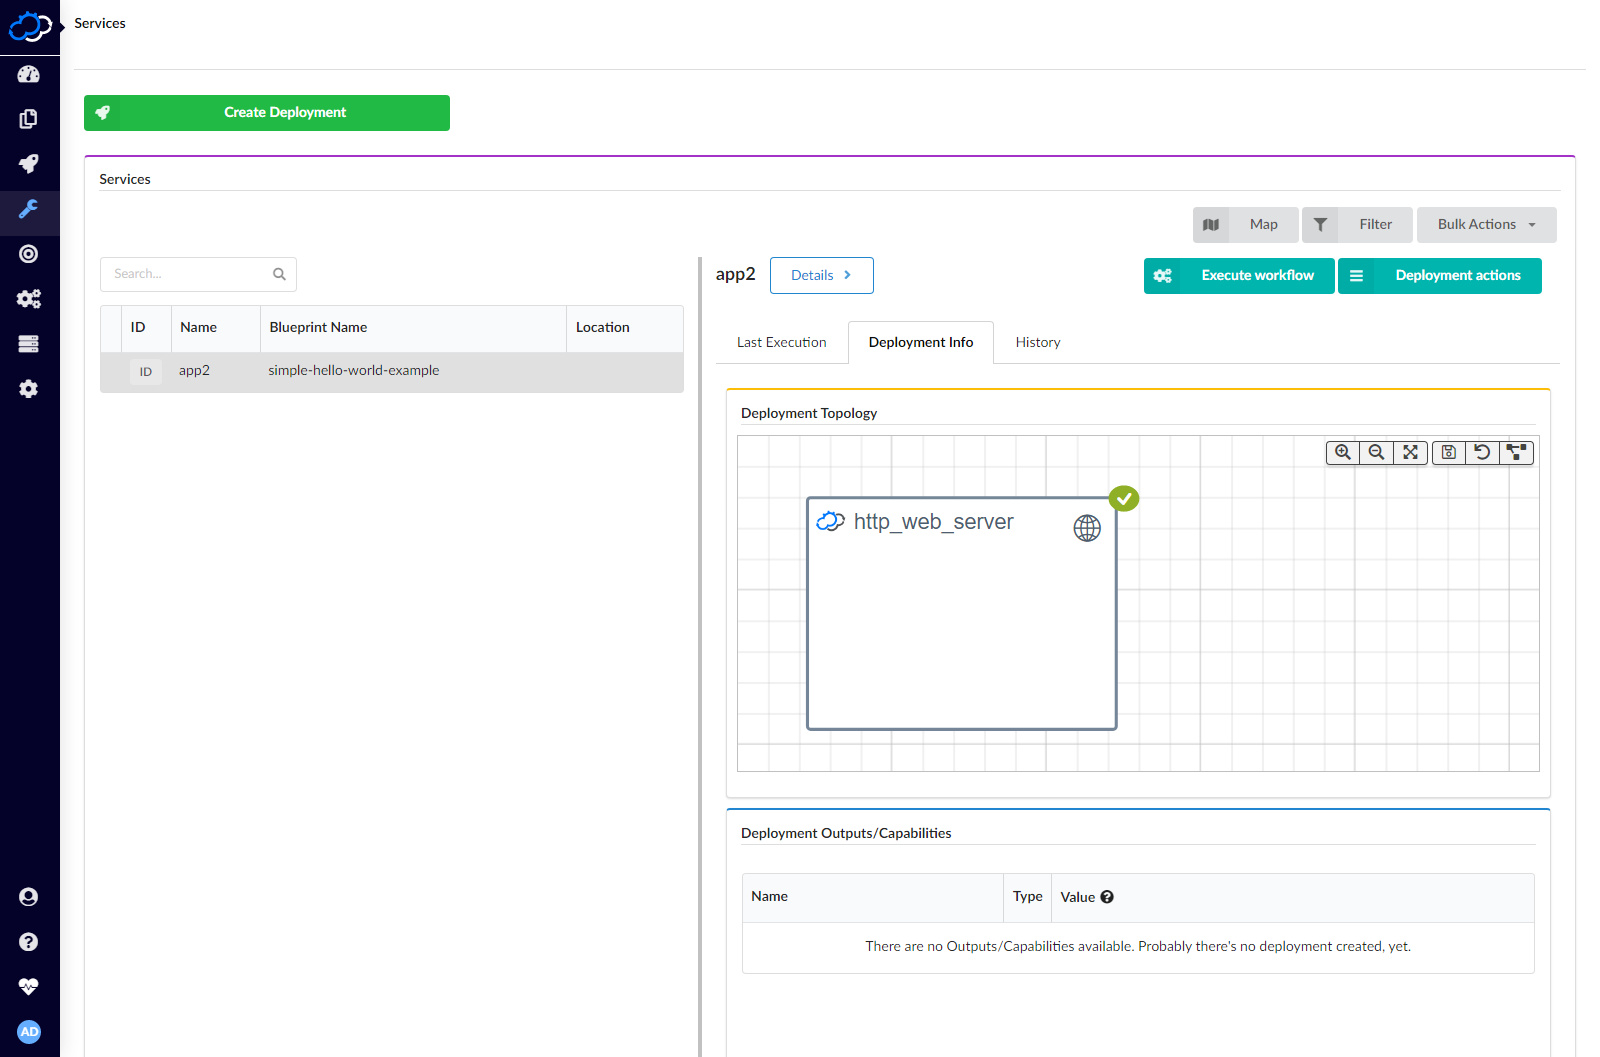 Services
Create Deployment
Services
Map
Filter
Bulk Actions
Search...
app2
Details
Execute workflow
Deployment actions
ID
Name
Blueprint Name
Location
ID
app2
simple-hello-world-example
Last Execution
Deployment Info
History
Deployment Topology
http_web_server
Deployment Outputs/Capabilities
Name
Type
Value
There are no Outputs/Capabilities available. Probably there's no deployment created, yet.
AD